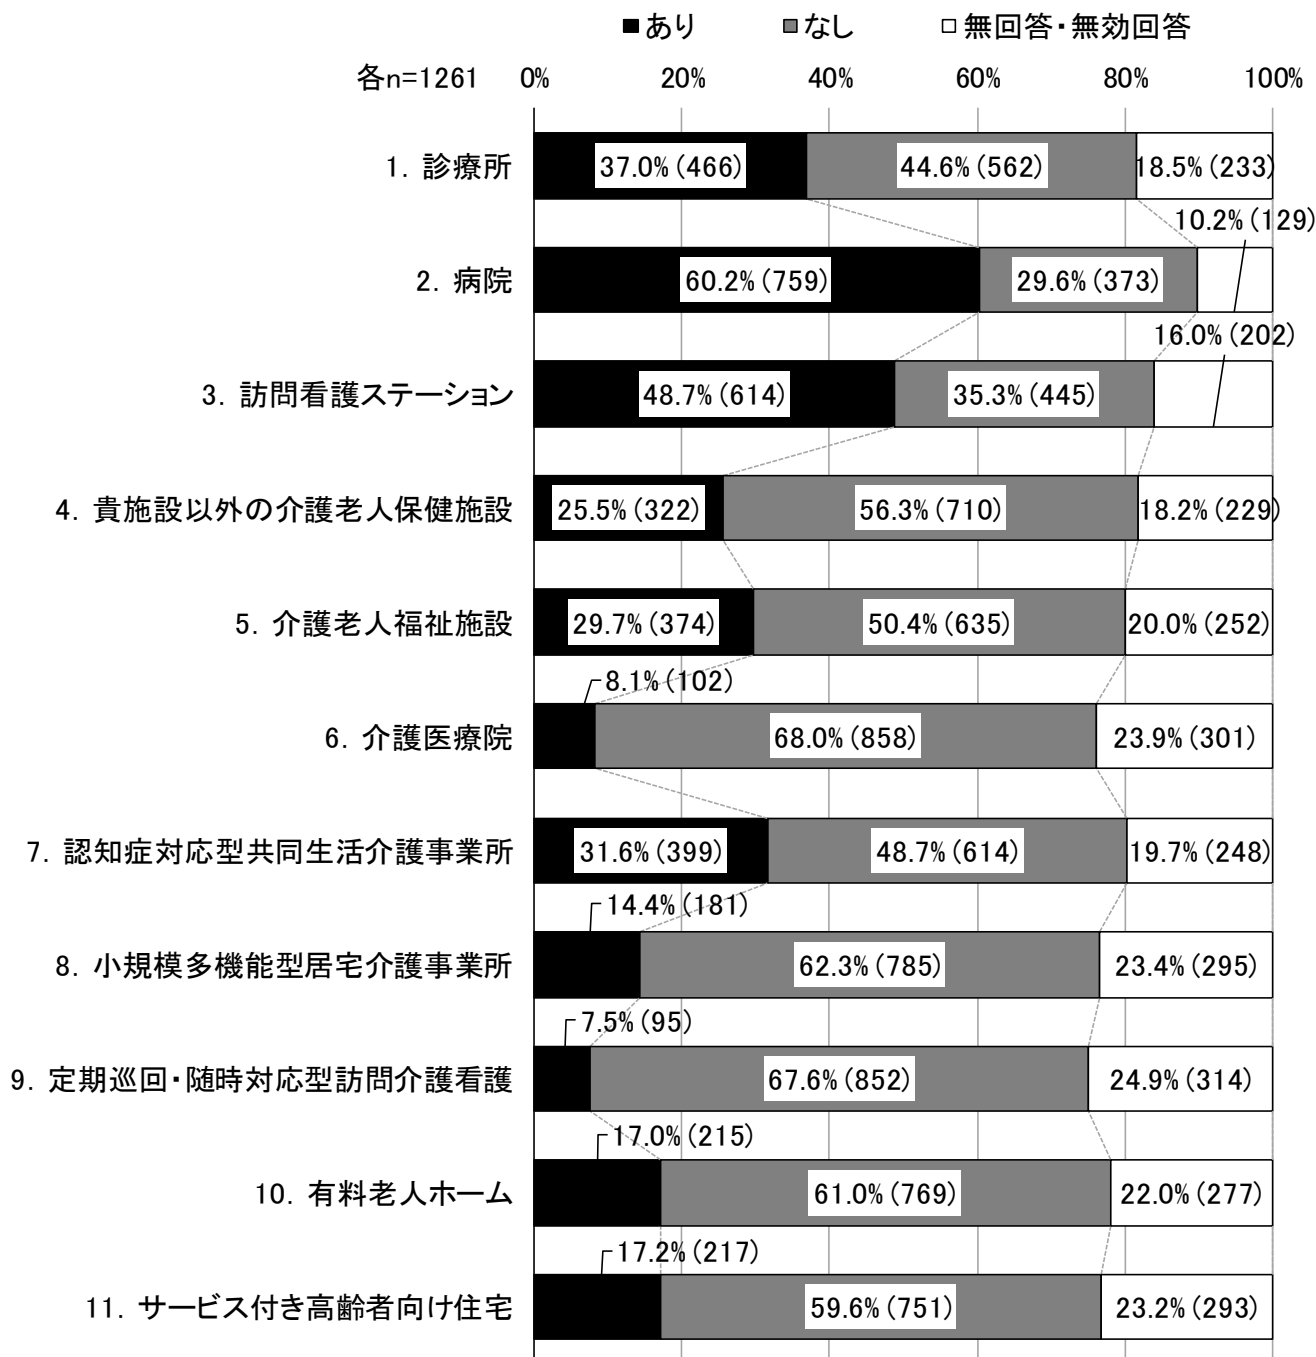 ■あり ■なし □無回答・無効回答
各n=1261 0% 20% 40% 60% 80% 100%
1. 診療所 37.0%(466) 44.6%(562) 18.5%(233)
10.2%(129)
2. 病院 60.2%(759) 29.6%(373)
16.0%(202)
3. 訪問看護ステーション 48.7%(614) 35.3%(445)
4. 貴施設以外の介護老人保健施設 25.5%(322) 56.3%(710) 18.2%(229)
5. 介護老人福祉施設 29.7%(374) 50.4%(635) 20.0%(252)
8.1%(102)
6. 介護医療院 68.0%(858) 23.9%(301)
7. 認知症対応型共同生活介護事業所 31.6%(399) 48.7%(614) 19.7%(248)
14.4%(181)
8. 小規模多機能型居宅介護事業所 62.3%(785) 23.4%(295)
7.5%(95)
9. 定期巡回・随時対応型訪問介護看護 67.6%(852) 24.9%(314)
17.0%(215)
10. 有料老人ホーム 61.0%(769) 22.0%(277)
17.2%(217)
11. サービス付き高齢者向け住宅 59.6%(751) 23.2%(293)